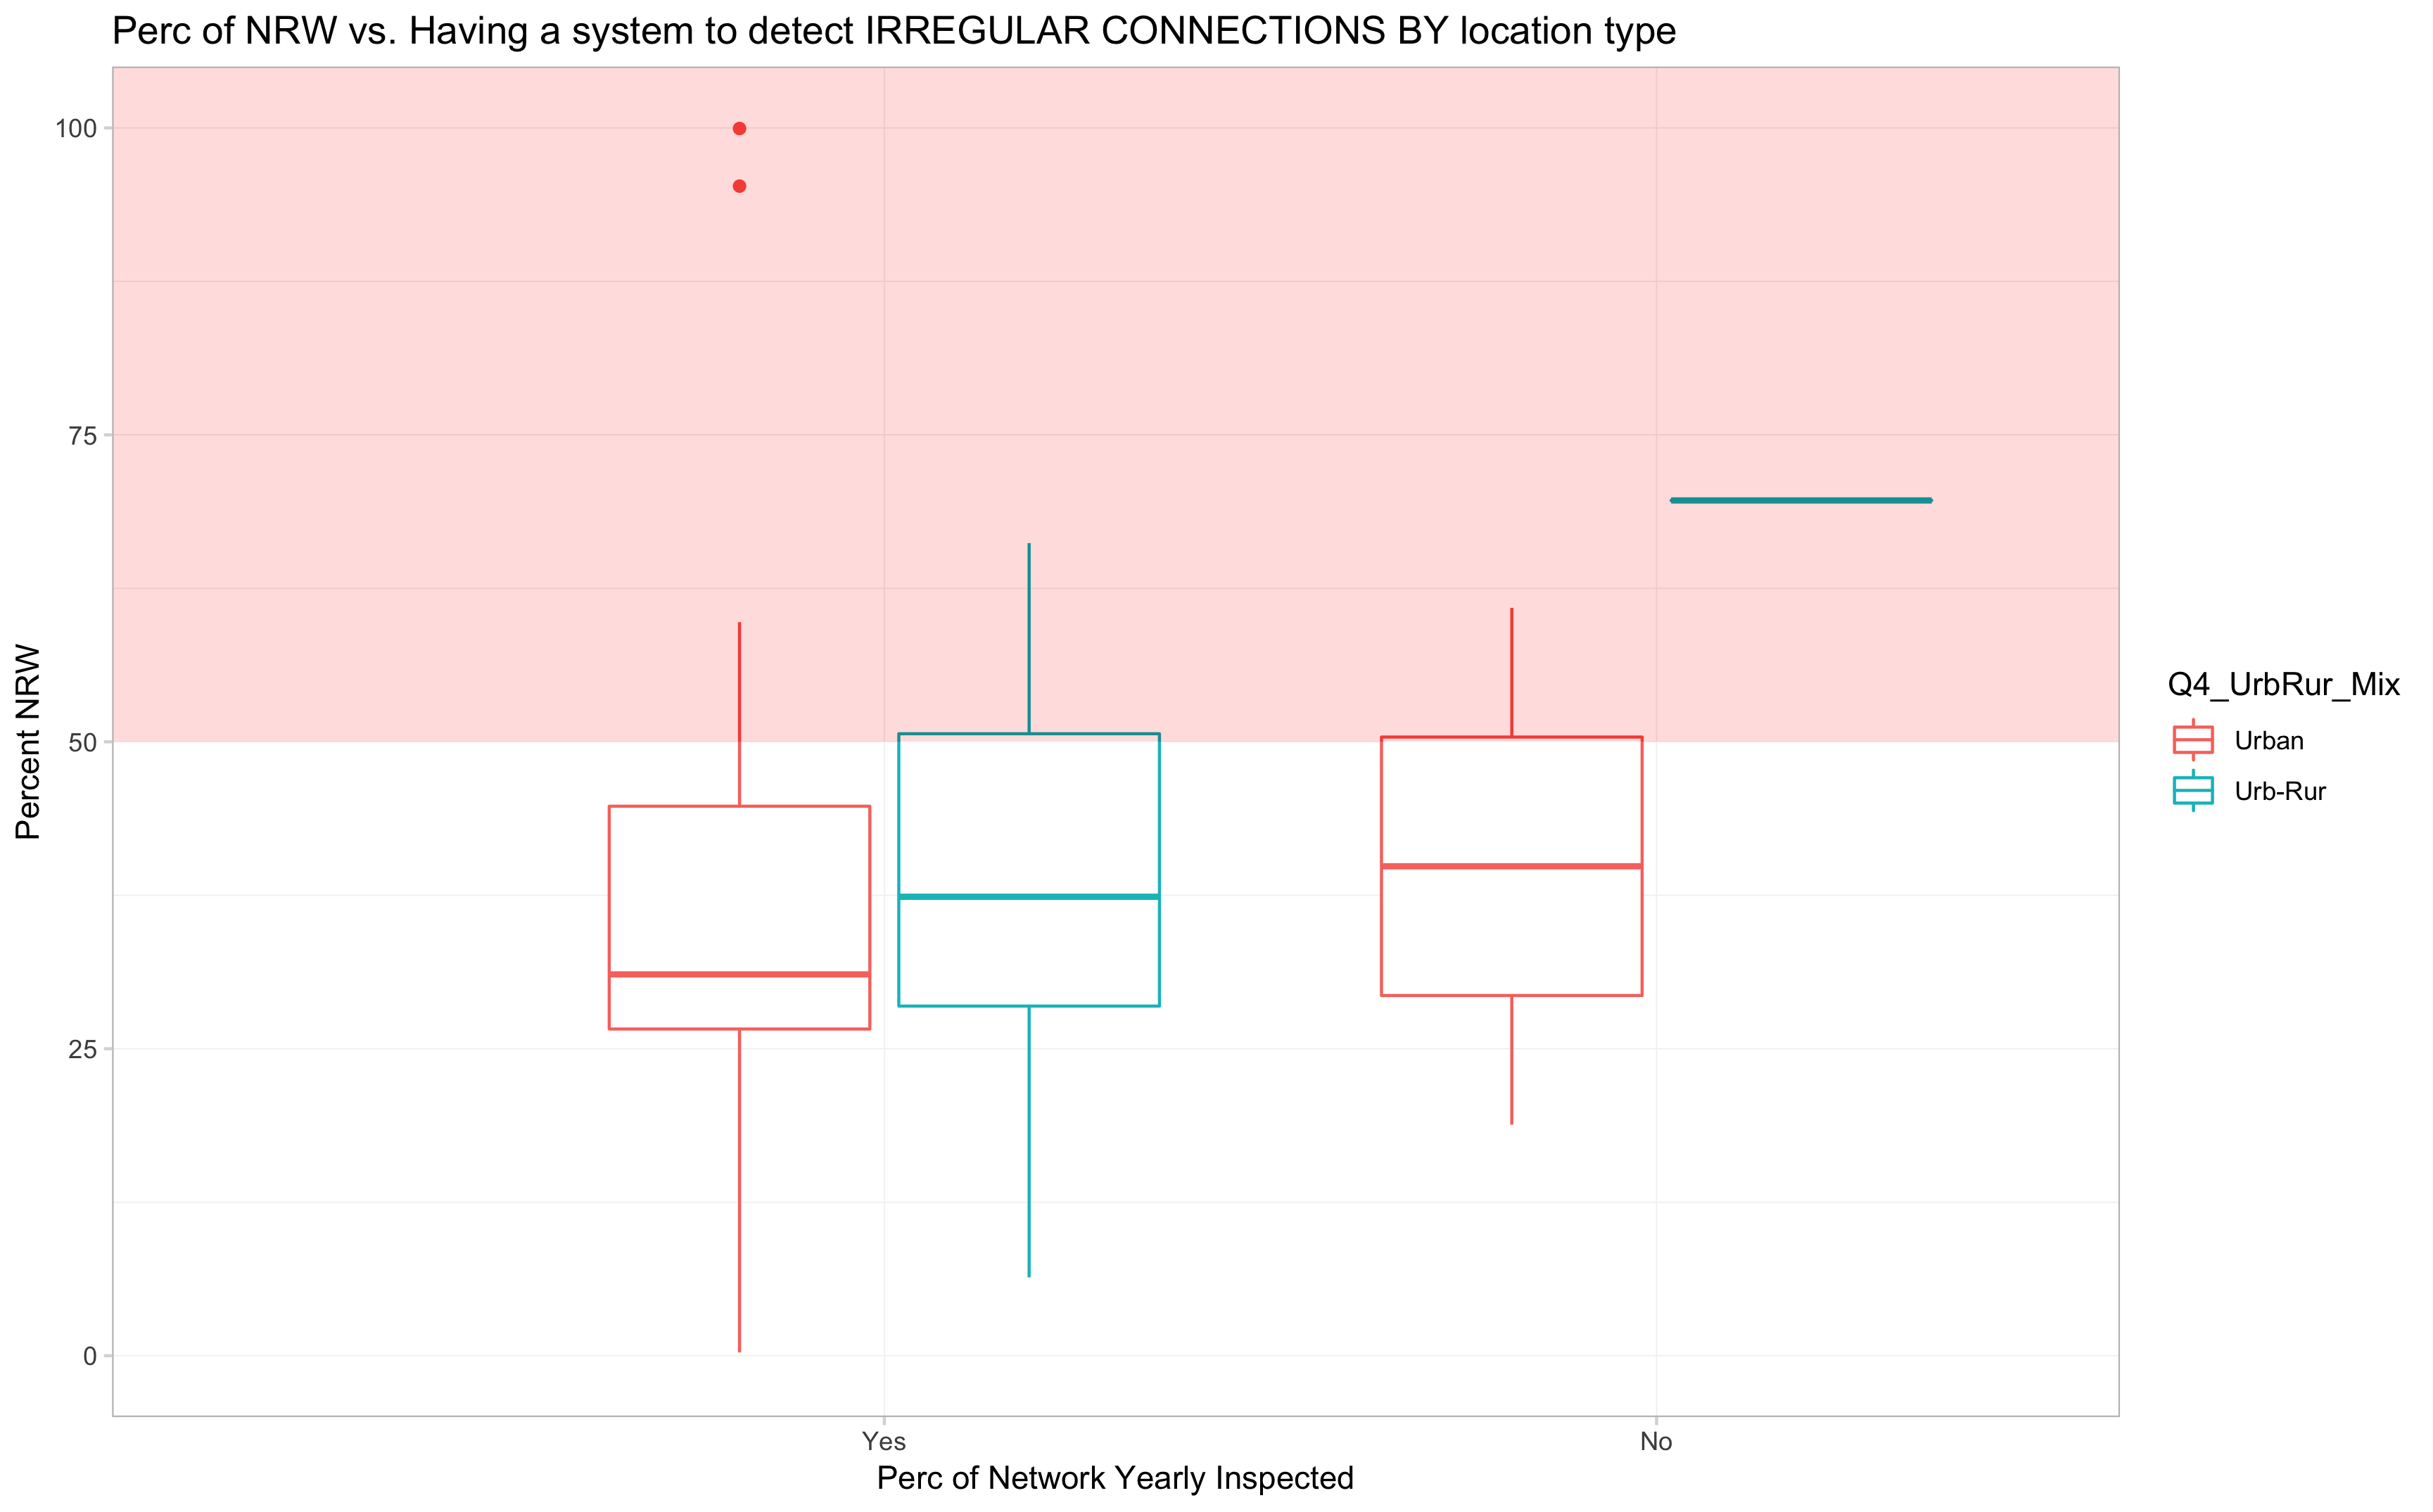 Perc of NRW vs. Having a system to detect IRREGULAR CONNECTIONS BY location type
100
75
50
25
0
Percent NRW
Yes
No
Perc of Network Yearly Inspected
Q4_UrbRur_Mix
Urban
Urb-Rur